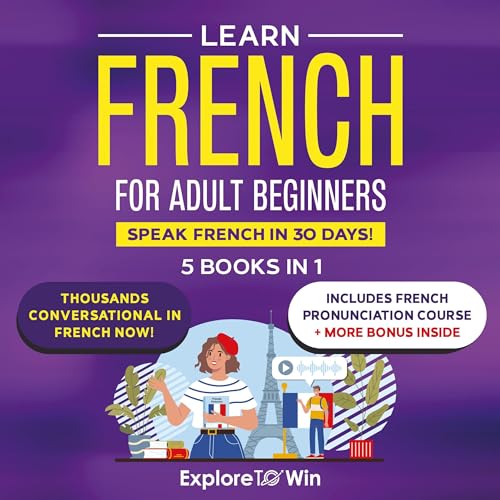 LEARN
FRENCH
FOR ADULT BEGINNERS
SPEAK FRENCH IN 30 DAYS!
5 BOOKS IN 1
THOUSANDS
CONVERSATIONAL IN
FRENCH NOW!
INCLUDES FRENCH
PRONUNCIATION COURSE
+ MORE BONUS INSIDE
ExploreTOWin